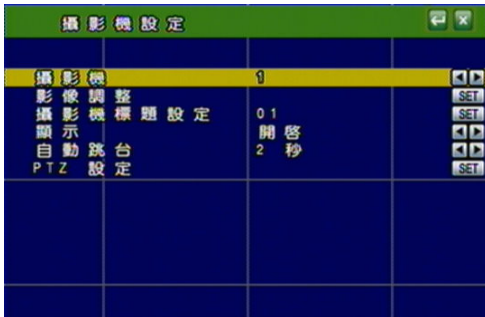 攝影機設定
攝影機 1
影像調整 SET
攝影機標題設定 01 SET
顯示 開啓
自動跳台 2 秒
PTZ 設定 SET